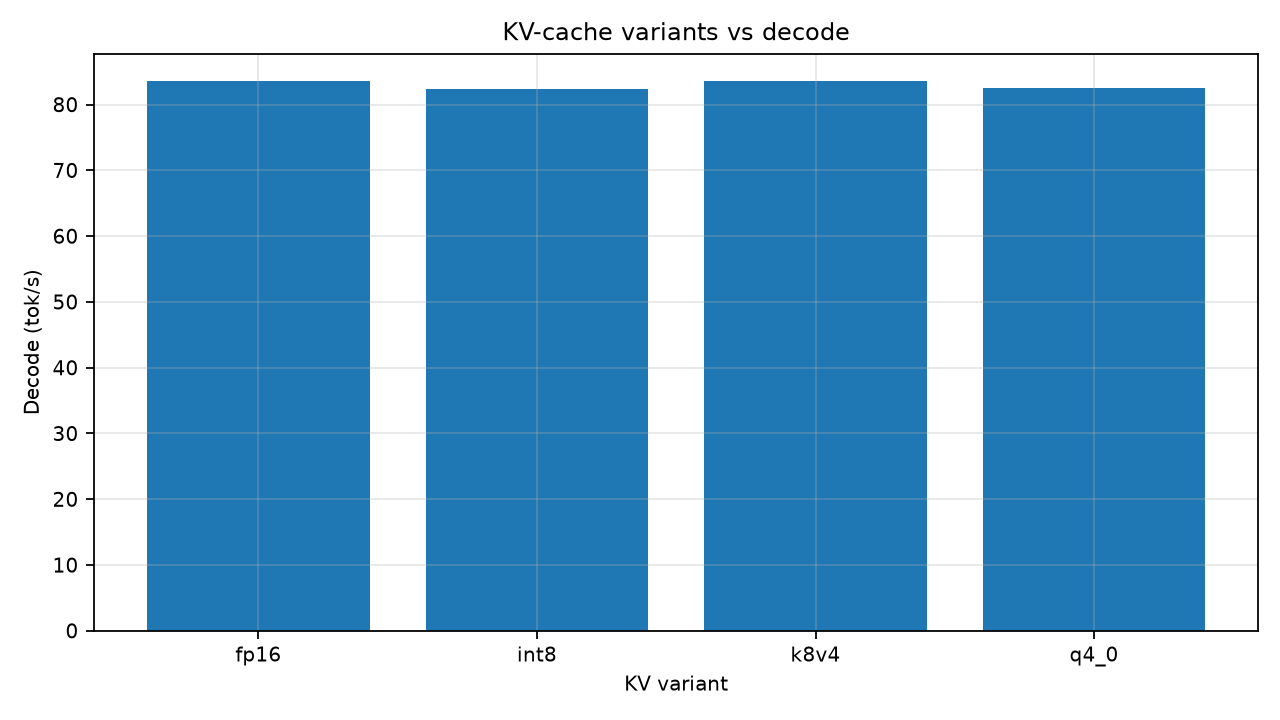 KV-cache variants vs decode
Decode (tok/s)
80
70
60
50
40
30
20
10
0
fp16 int8 k8v4 q4_0
KV variant